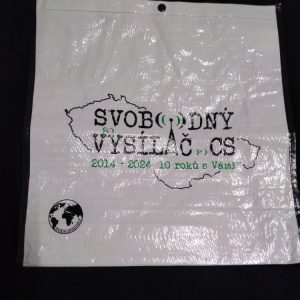 SVOBODNÝ
VYSÍLAČ CS
2014 - 2024 10 roků s Vámi